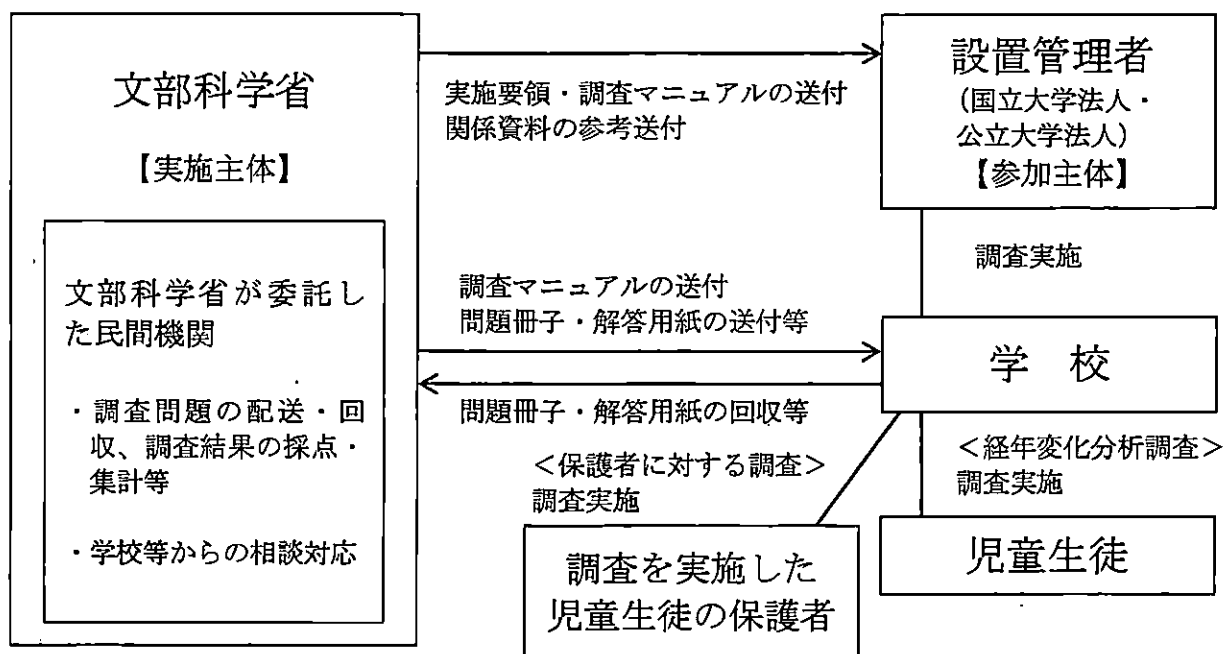 文部科学省
【実施主体】
文部科学省が委託し
た民間機関
・調査問題の配送・回
収、調査結果の採点・
集計等
・学校等からの相談対応
実施要領・調査マニュアルの送付
関係資料の参考送付
設置管理者
(国立大学法人・
公立大学法人)
【参加主体】
調査実施
調査マニュアルの送付
問題冊子・解答用紙の送付等
学 校
問題冊子・解答用紙の回収等
<保護者に対する調査>
調査実施
<経年変化分析調査>
調査実施
調査を実施した
児童生徒の保護者
児童生徒